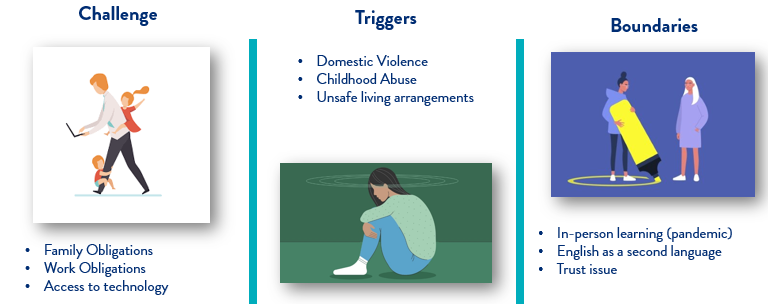 Challenge
• Family Obligations
• Work Obligations
• Access to technology
Triggers
• Domestic Violence
• Childhood Abuse
• Unsafe living arrangements
Boundaries
• In-person learning (pandemic)
• English as a second language
• Trust issue